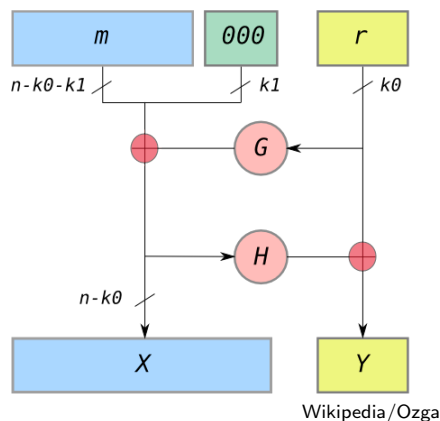 m 000 r
n-k0-k1 k1 k0
G
H
n-k0
X Y
Wikipedia/Ozga